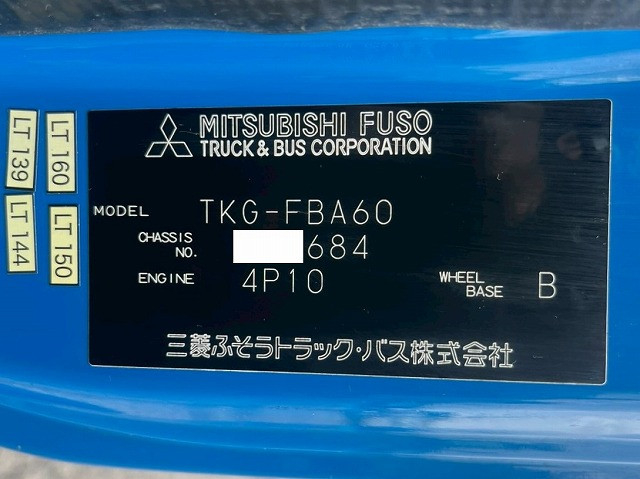 MITSUBISHI FUSO
TRUCK & BUS CORPORATION
MODEL TKG-FBA60
CHASSIS NO. 684
ENGINE 4P10
WHEEL BASE B
三菱ふそうトラック・バス株式会社
LT 139
LT 160
LT 144
LT 150